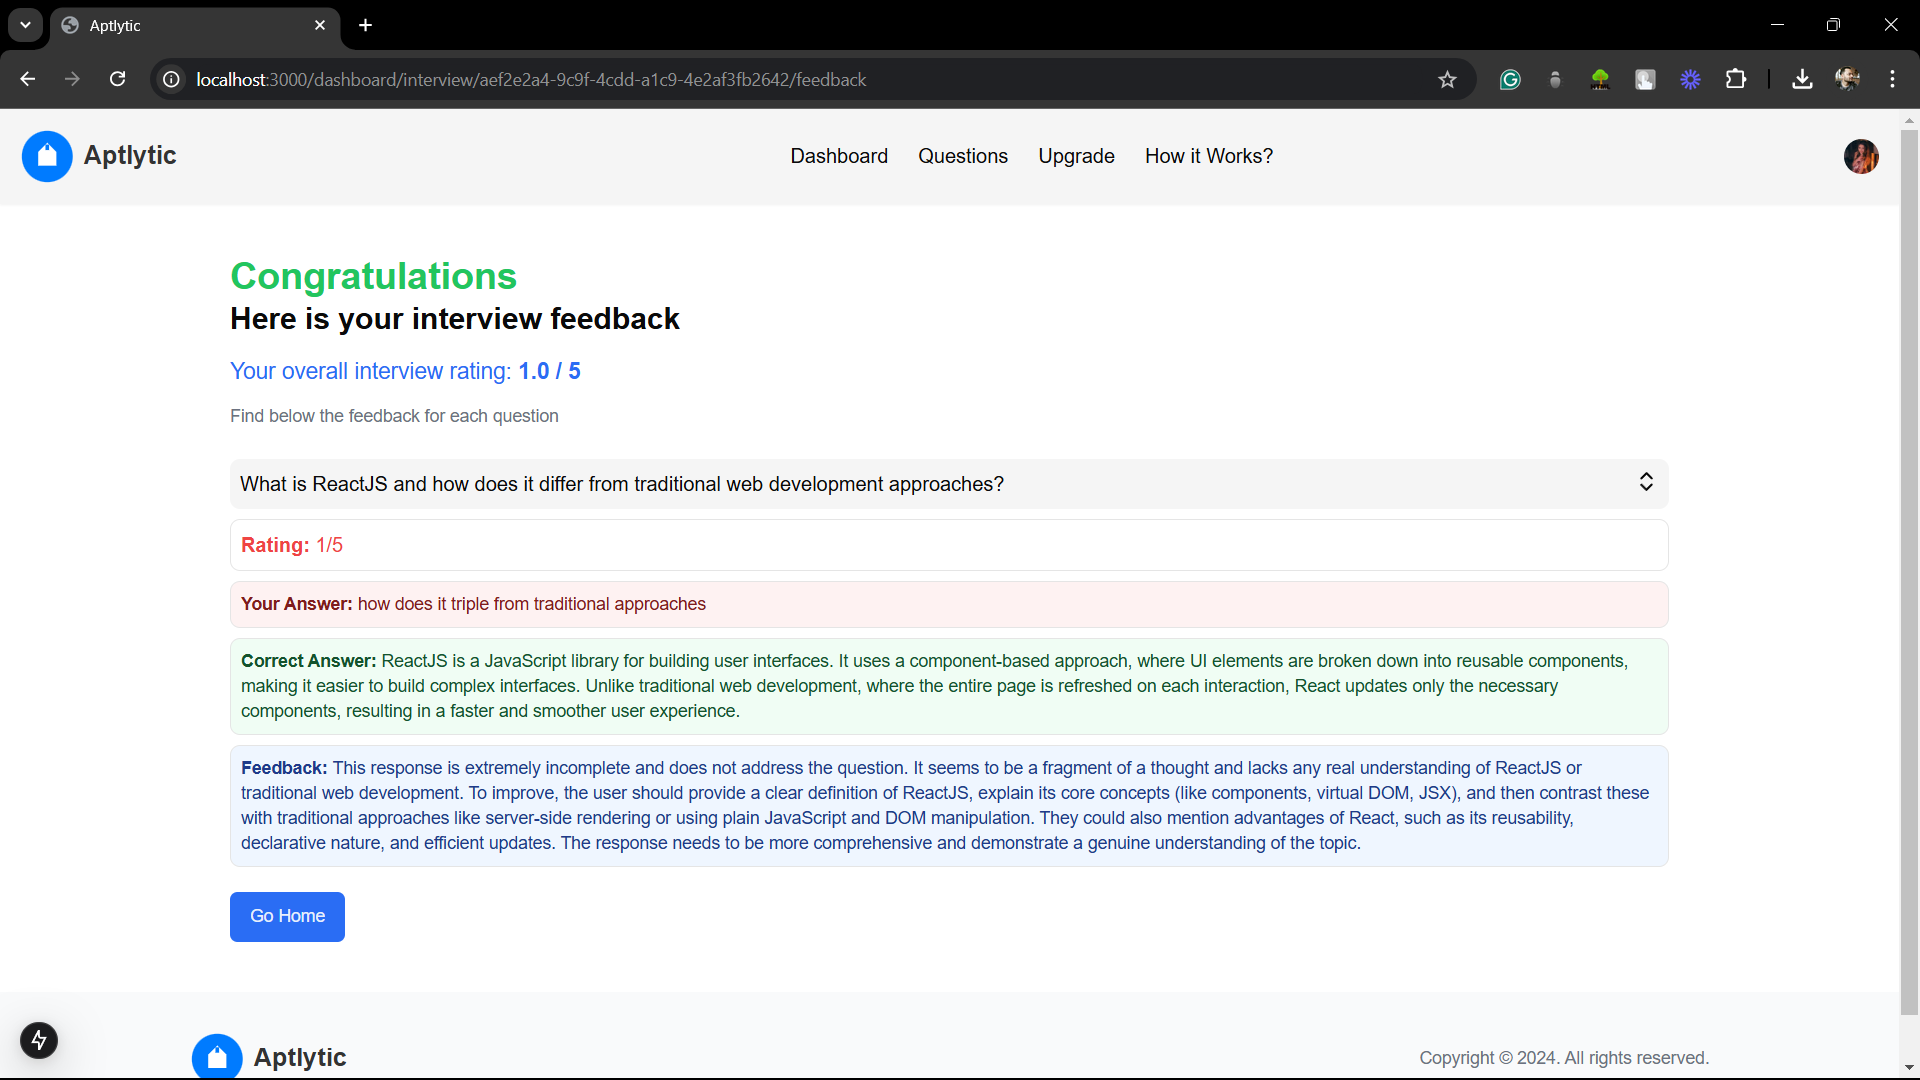 Aptlytic
localhost:3000/dashboard/interview/aef2e2a4-9c9f-4cdd-a1c9-4e2af3fb2642/feedback
Aptlytic
Dashboard Questions Upgrade How it Works?
Congratulations
Here is your interview feedback
Your overall interview rating: 1.0 / 5
Find below the feedback for each question
What is ReactJS and how does it differ from traditional web development approaches?
Rating: 1/5
Your Answer: how does it triple from traditional approaches
Correct Answer: ReactJS is a JavaScript library for building user interfaces. It uses a component-based approach, where UI elements are broken down into reusable components,
making it easier to build complex interfaces. Unlike traditional web development, where the entire page is refreshed on each interaction, React updates only the necessary
components, resulting in a faster and smoother user experience.
Feedback: This response is extremely incomplete and does not address the question. It seems to be a fragment of a thought and lacks any real understanding of ReactJS or
traditional web development. To improve, the user should provide a clear definition of ReactJS, explain its core concepts (like components, virtual DOM, JSX), and then contrast these
with traditional approaches like server-side rendering or using plain JavaScript and DOM manipulation. They could also mention advantages of React, such as its reusability,
declarative nature, and efficient updates. The response needs to be more comprehensive and demonstrate a genuine understanding of the topic.
Go Home
Aptlytic
Copyright © 2024. All rights reserved.